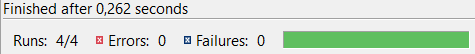 Finished after 0,262 seconds
Runs: 4/4 Errors: 0 Failures: 0